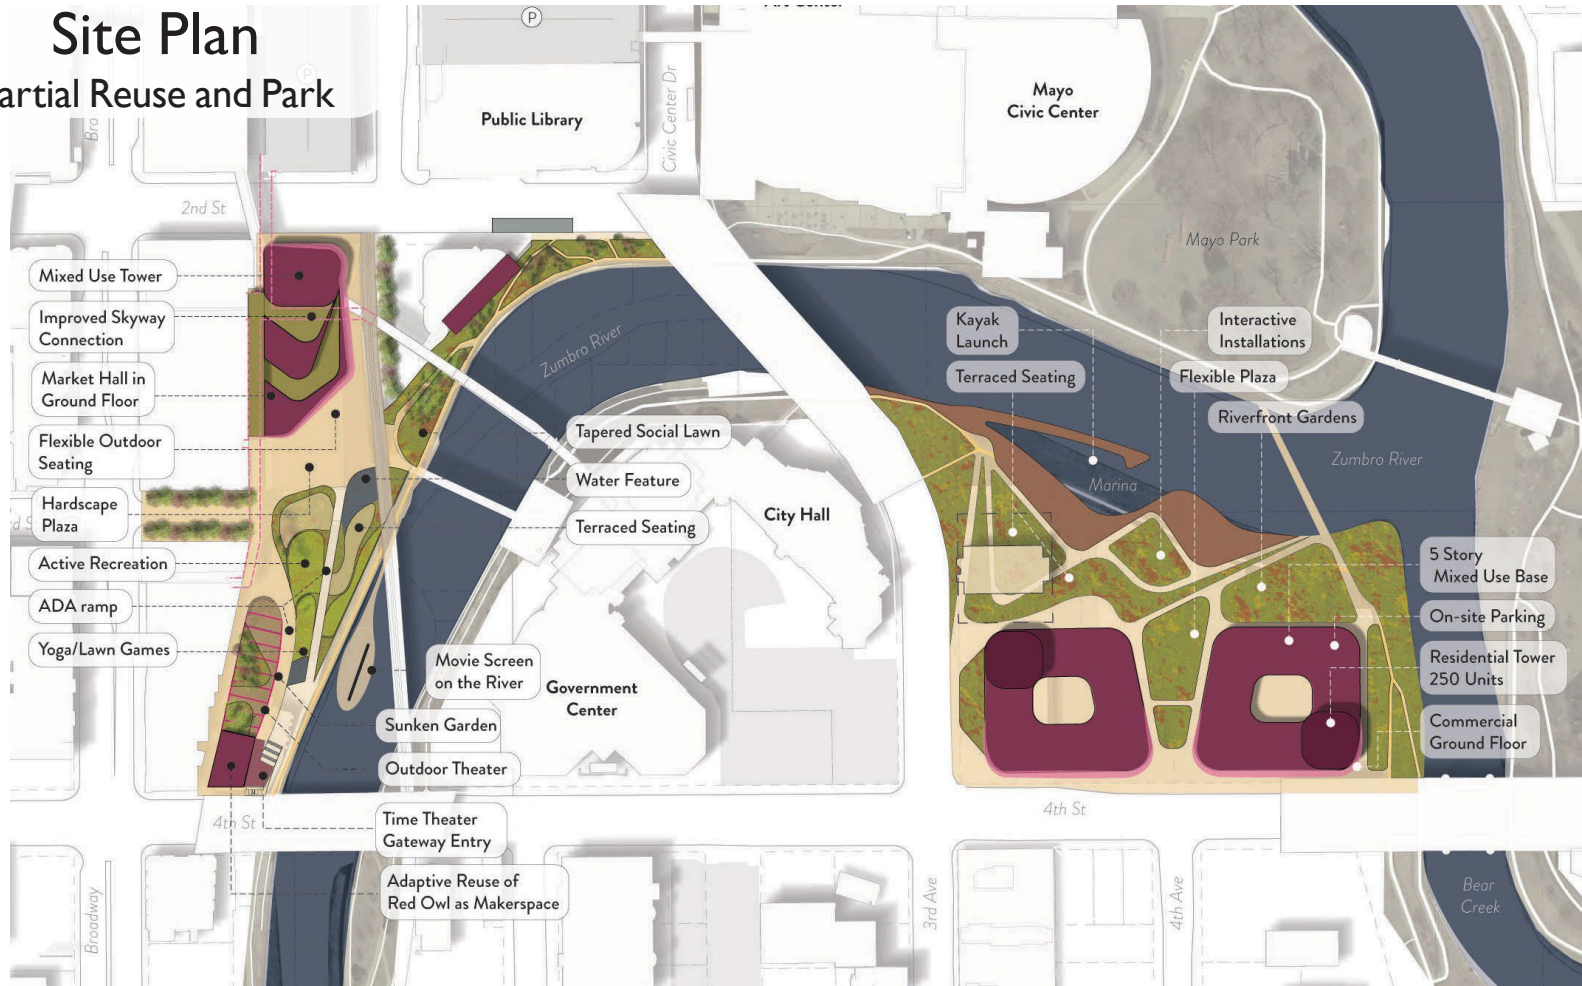 Site Plan
artial Reuse and Park
P
P
Art Center
Public Library
Civic Center Dr
Mayo
Civic Center
Mayo Park
2nd St
Mixed Use Tower
Improved Skyway
Connection
Market Hall in
Ground Floor
Flexible Outdoor
Seating
Hardscape
Plaza
Active Recreation
ADA ramp
Yoga/Lawn Games
Zumbro River
Tapered Social Lawn
Water Feature
Terraced Seating
City Hall
Movie Screen
on the River
Government
Center
Sunken Garden
Outdoor Theater
Time Theater
Gateway Entry
Adaptive Reuse of
Red Owl as Makerspace
4th St
Broadway
Kayak
Launch
Terraced Seating
Interactive
Installations
Flexible Plaza
Riverfront Gardens
Zumbro River
Marina
5 Story
Mixed Use Base
On-site Parking
Residential Tower
250 Units
Commercial
Ground Floor
4th St
3rd Ave
4th Ave
Bear
Creek